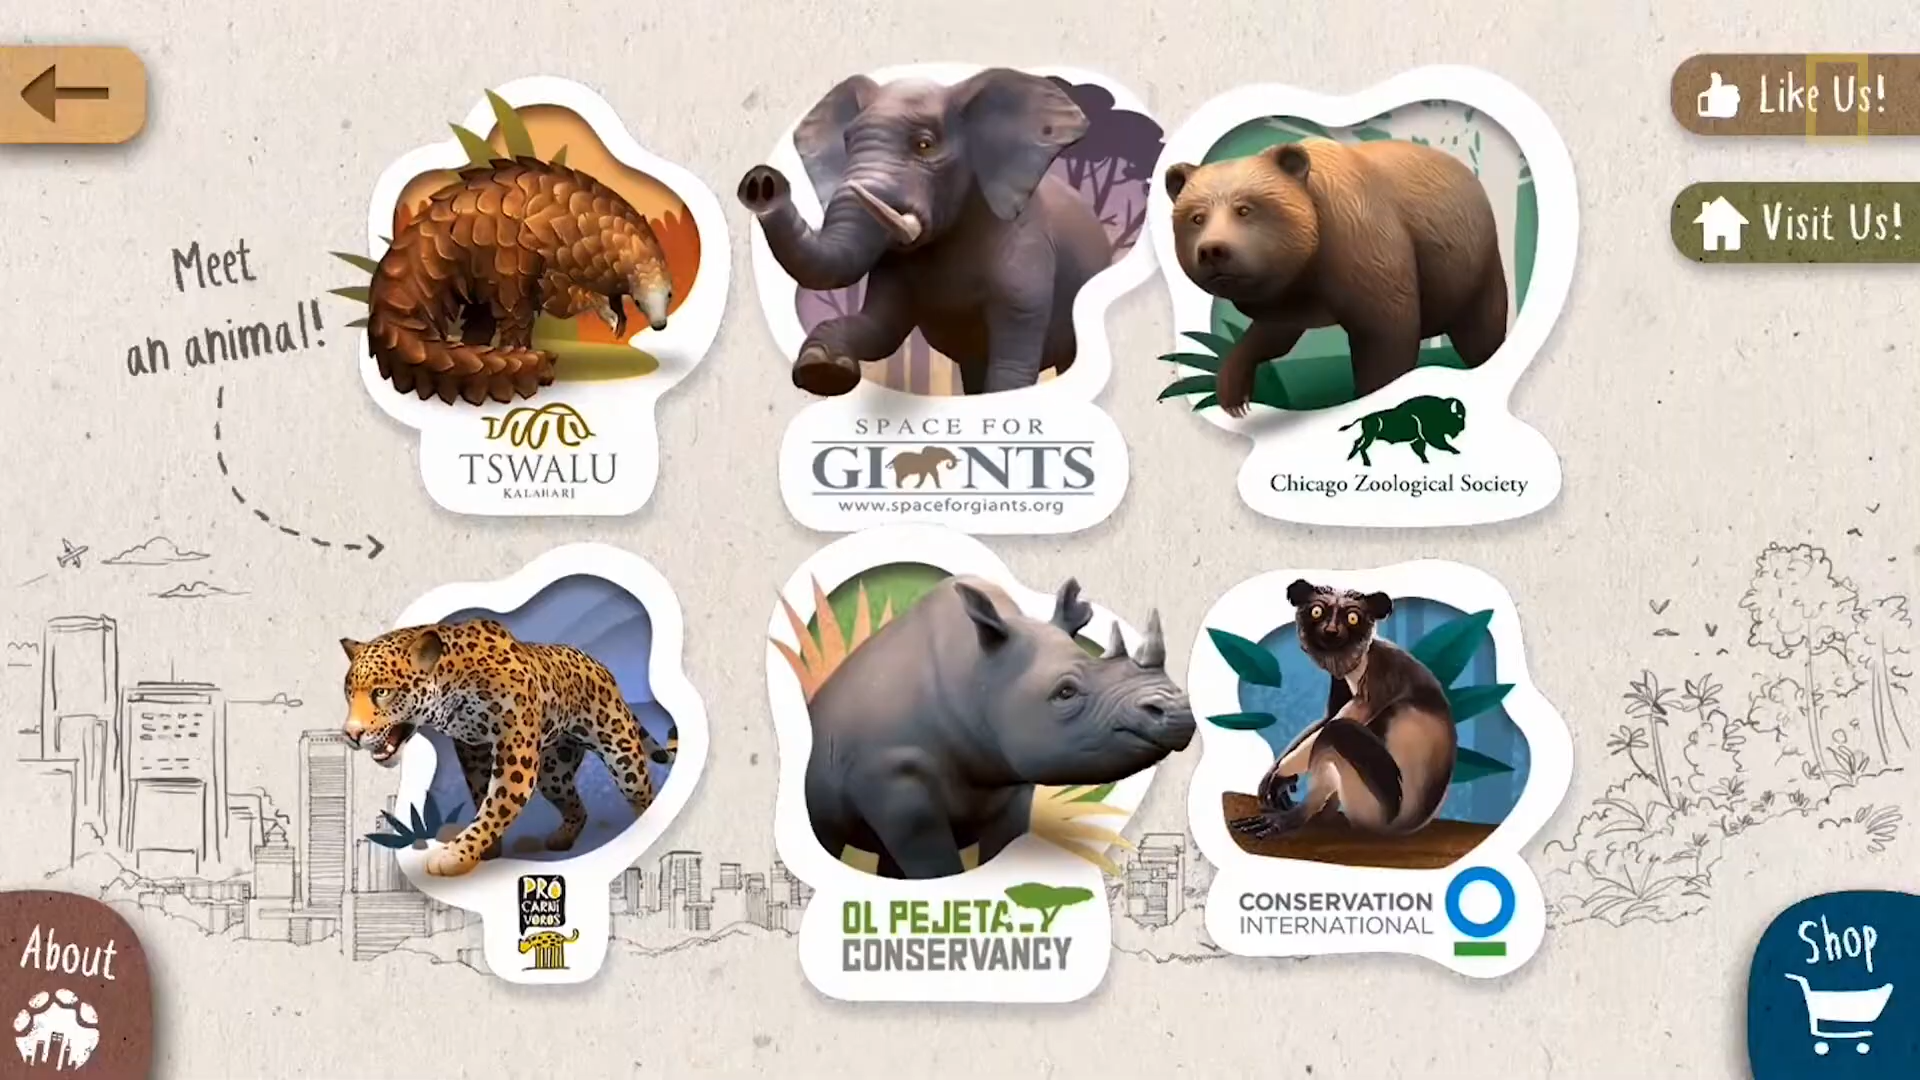 Like Us!
Visit Us!
Meet
an animal!
TSWALU
KALAHARI
SPACE FOR
GIANTS
www.spaceforgiants.org
Chicago Zoological Society
PRÓ
CARNÍ
VOROS
OL PEJETA
CONSERVANCY
CONSERVATION
INTERNATIONAL
About
Shop